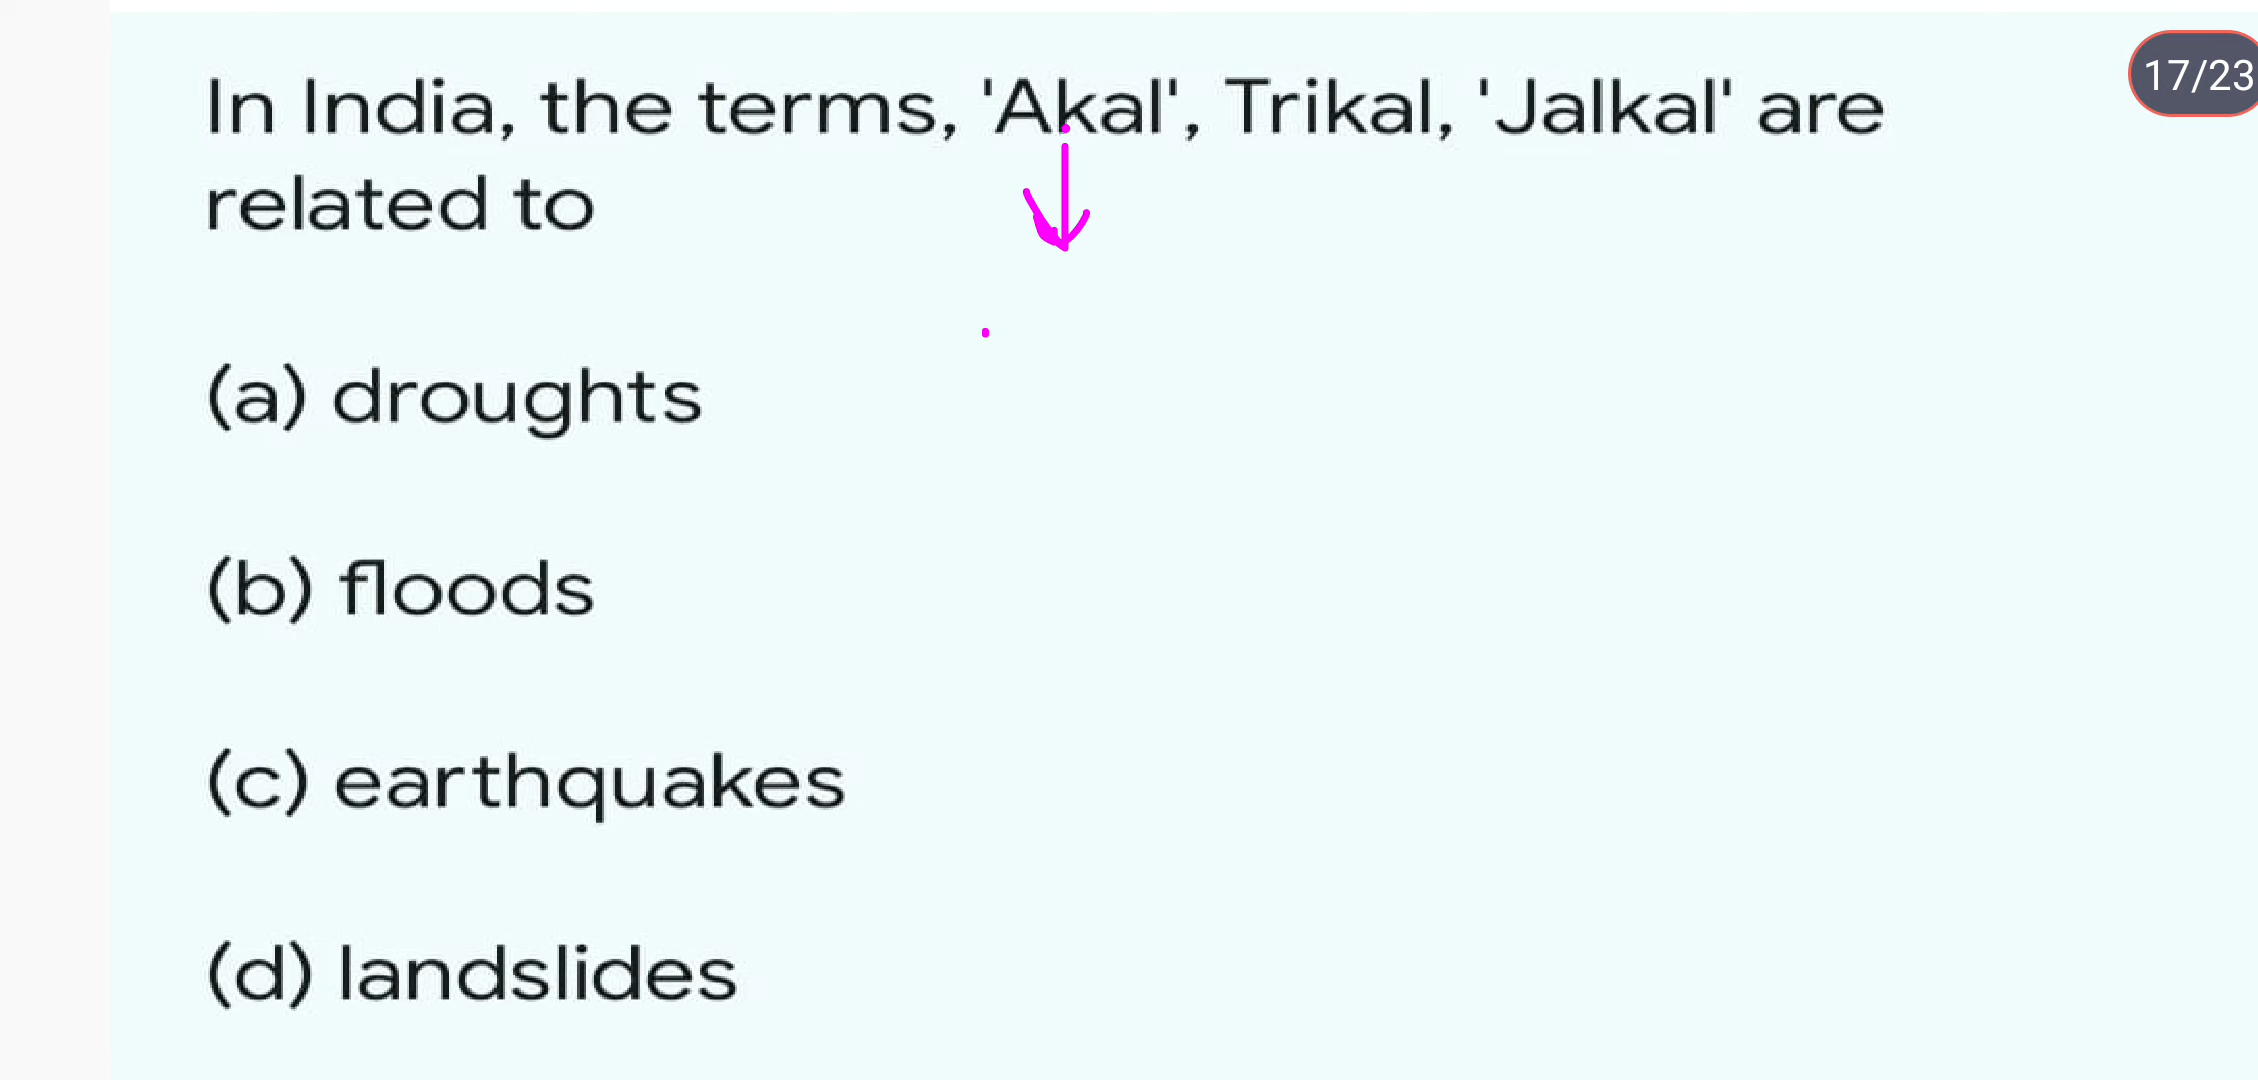 In India, the terms, 'Akal', Trikal, 'Jalkal' are
related to
17/23
(a) droughts
(b) floods
(c) earthquakes
(d) landslides